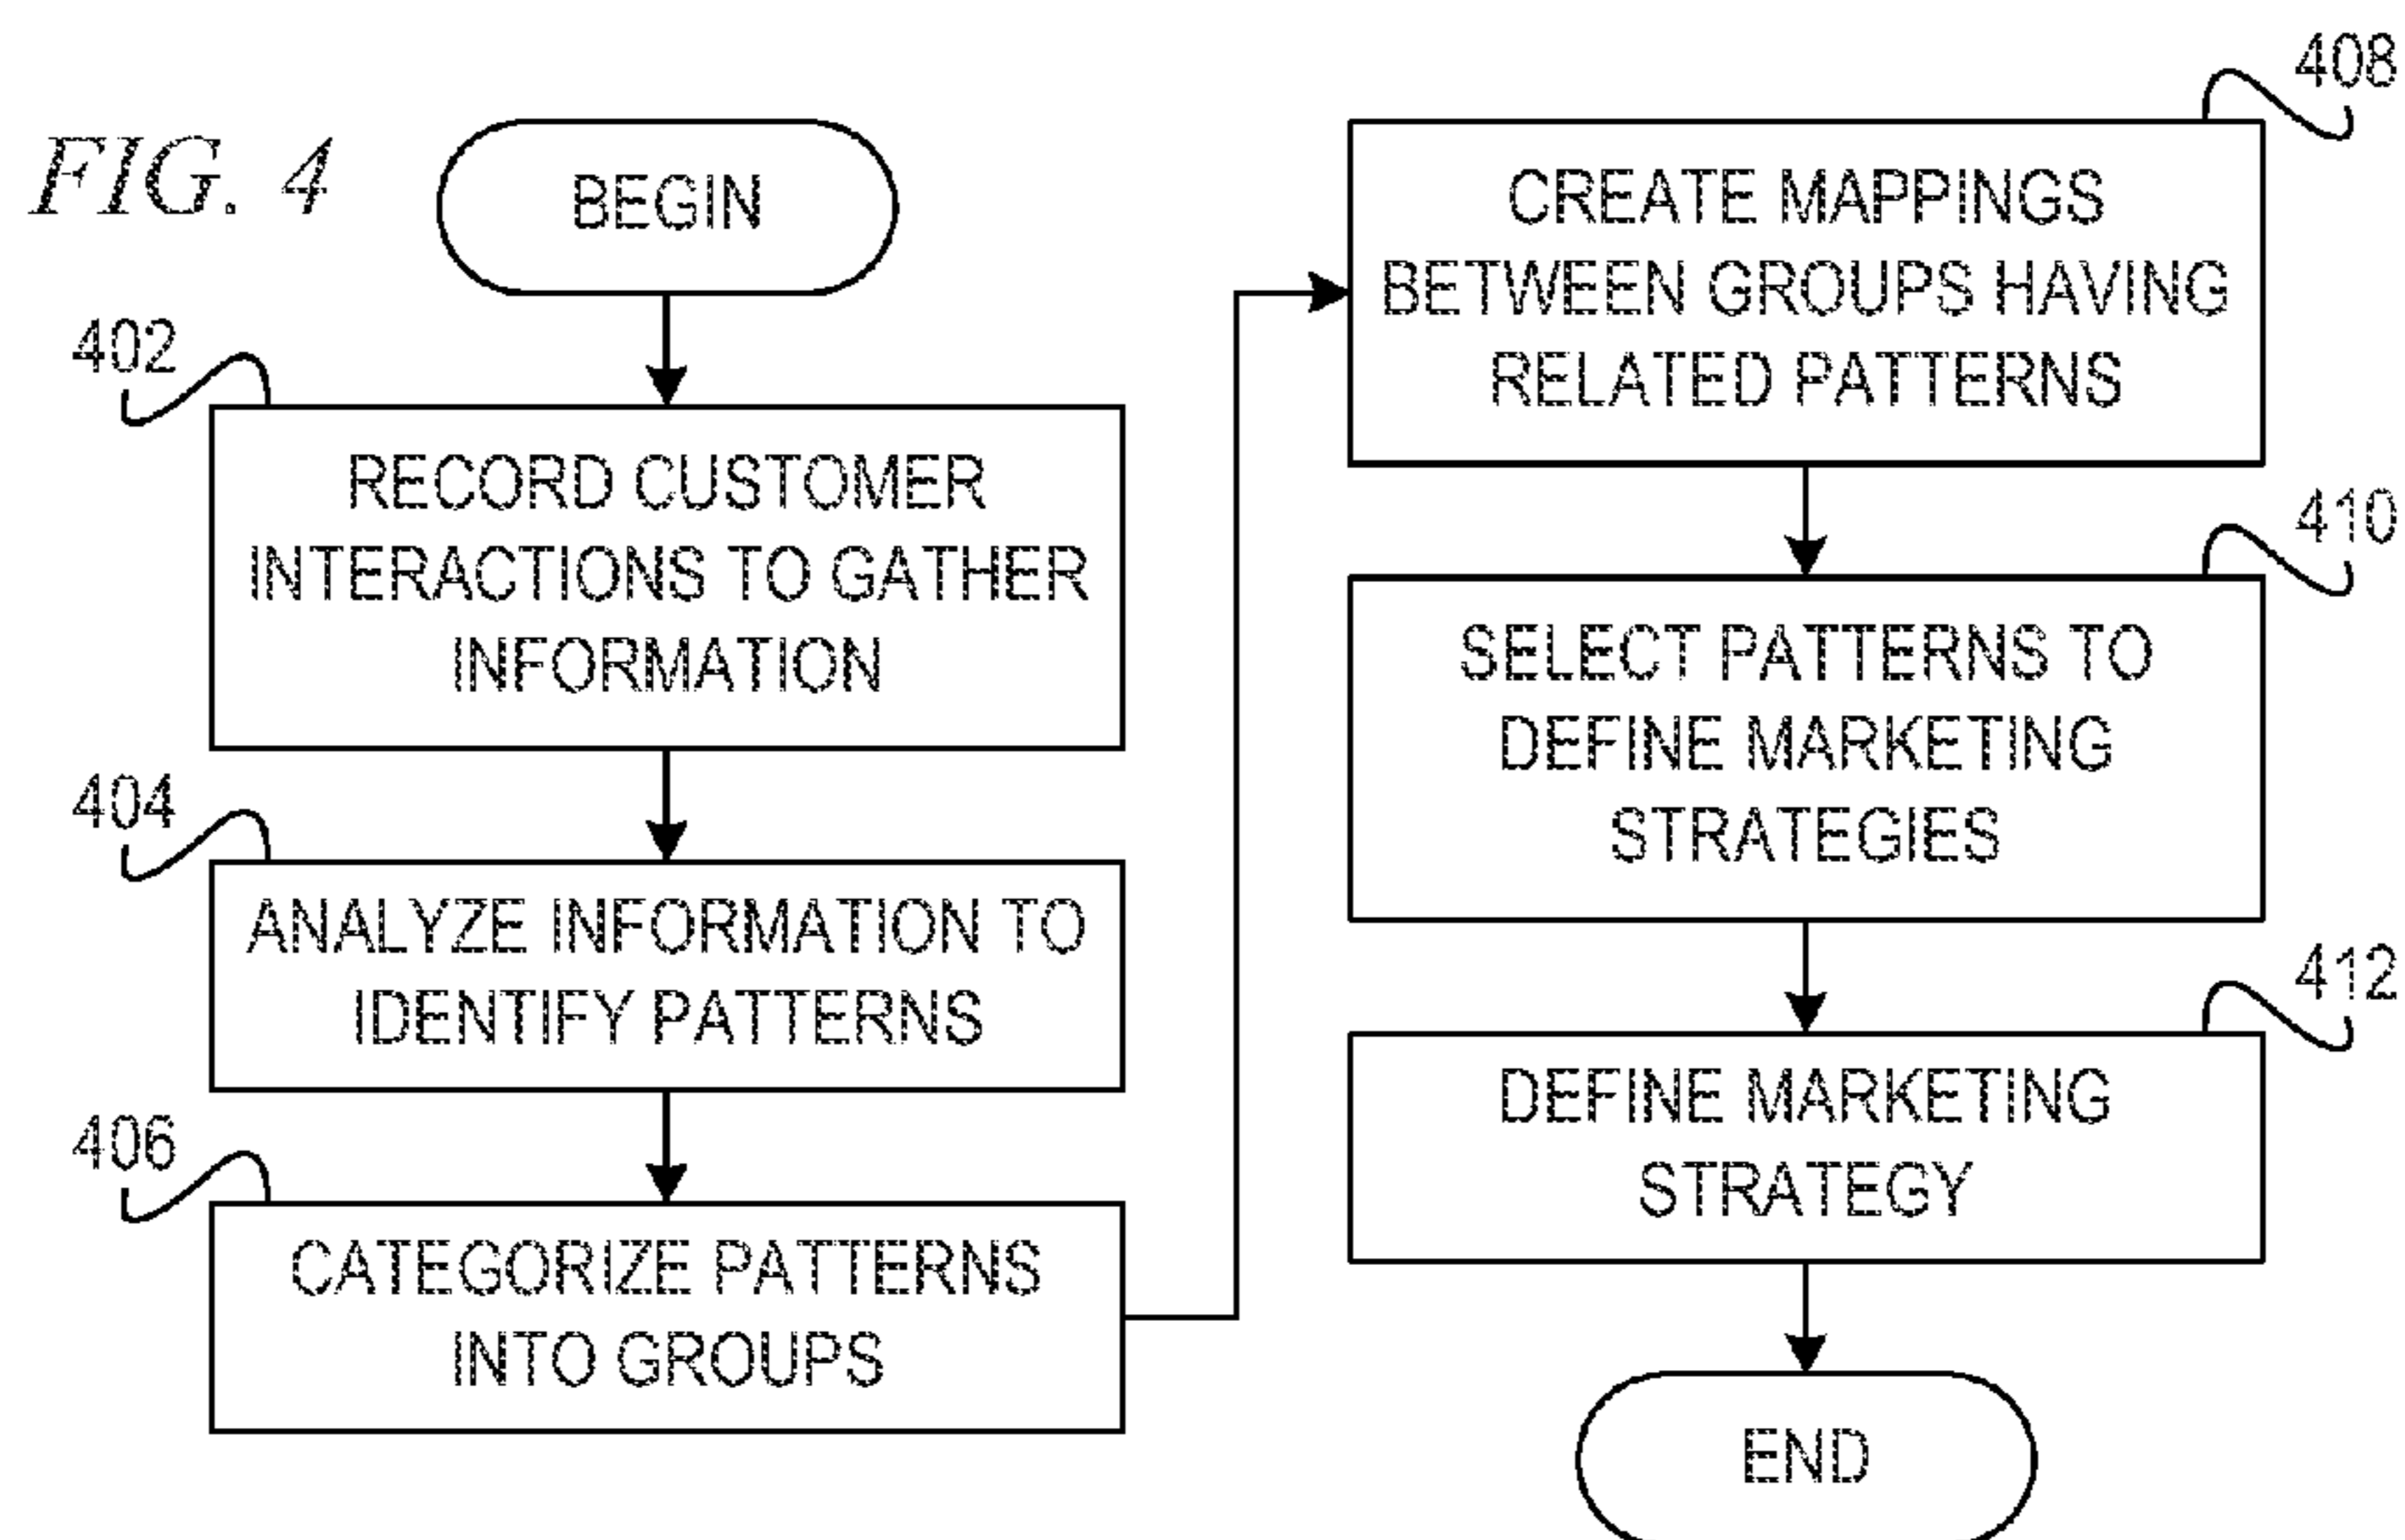 FIG. 4
BEGIN
402
RECORD CUSTOMER
INTERACTIONS TO GATHER
INFORMATION
404
ANALYZE INFORMATION TO
IDENTIFY PATTERNS
406
CATEGORIZE PATTERNS
INTO GROUPS
408
CREATE MAPPINGS
BETWEEN GROUPS HAVING
RELATED PATTERNS
410
SELECT PATTERNS TO
DEFINE MARKETING
STRATEGIES
412
DEFINE MARKETING
STRATEGY
END